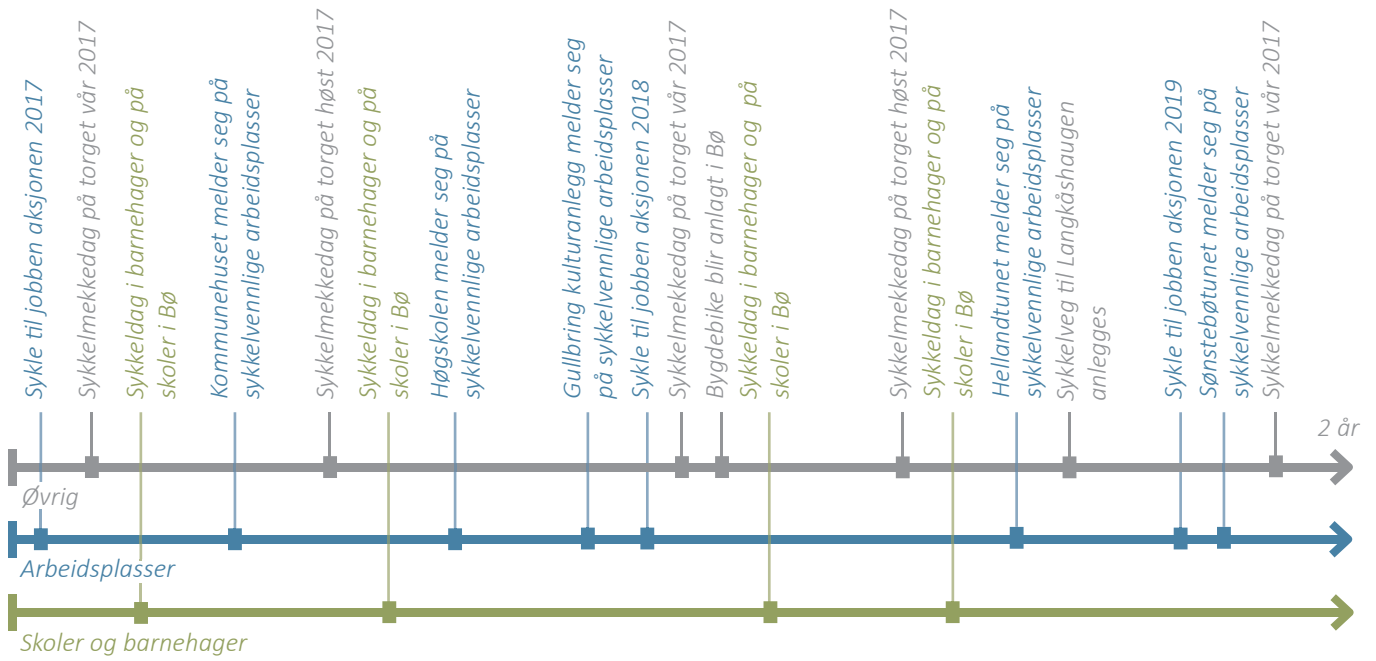 Sykle til jobben aksjonen 2017
Sykkelmekkedag på torget vår 2017
Sykkeldag i barnehager og på
skoler i Bø
Kommunehuset melder seg på
sykkelvennlige arbeidsplasser
Sykkelmekkedag på torget høst 2017
Sykkeldag i barnehager og på
skoler i Bø
Høgskolen melder seg på
sykkelvennlige arbeidsplasser
Gullbring kulturanlegg melder seg
på sykkelvennlige arbeidsplasser
Sykle til jobben aksjonen 2018
Sykkelmekkedag på torget vår 2017
Bygdebike blir anlagt i Bø
Sykkeldag i barnehager og på
skoler i Bø
Sykkelmekkedag på torget høst 2017
Sykkeldag i barnehager og på
skoler i Bø
Hellandtunet melder seg på
sykkelvennlige arbeidsplasser
Sykkelveg til Langkåshaugen
anlegges
Sykle til jobben aksjonen 2019
Sønstebøtunet melder seg på
sykkelvennlige arbeidsplasser
Sykkelmekkedag på torget vår 2017
2 år
Øvrig
Arbeidsplasser
Skoler og barnehager